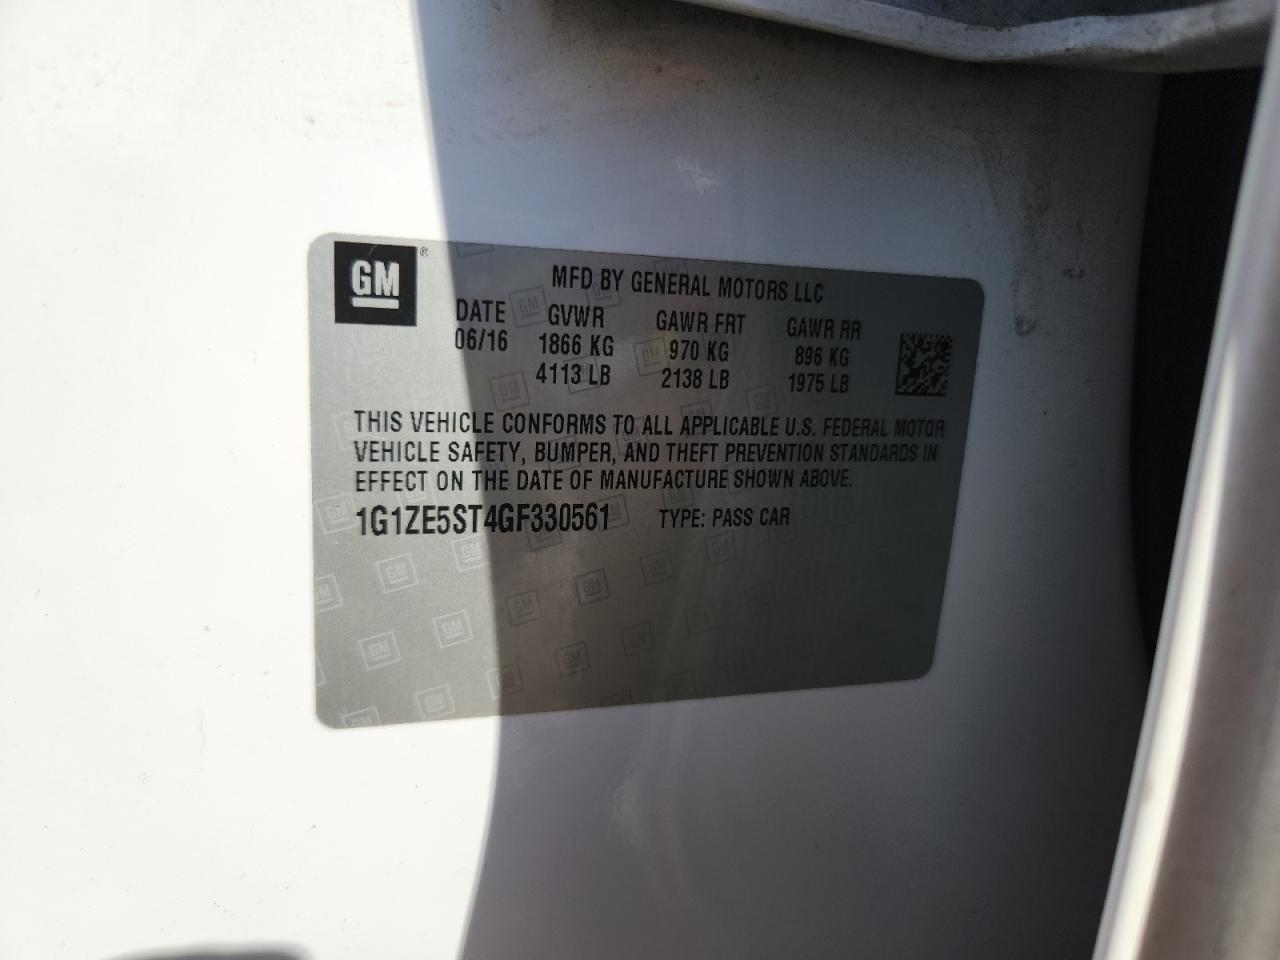 GM
MFD BY GENERAL MOTORS LLC
DATE GVWR GAWR FRT GAWR RR
06/16 1866 KG 970 KG 896 KG
4113 LB 2138 LB 1975 LB
THIS VEHICLE CONFORMS TO ALL APPLICABLE U.S. FEDERAL MOTOR
VEHICLE SAFETY, BUMPER, AND THEFT PREVENTION STANDARDS IN
EFFECT ON THE DATE OF MANUFACTURE SHOWN ABOVE.
1G1ZE5ST4GF330561 TYPE: PASS CAR